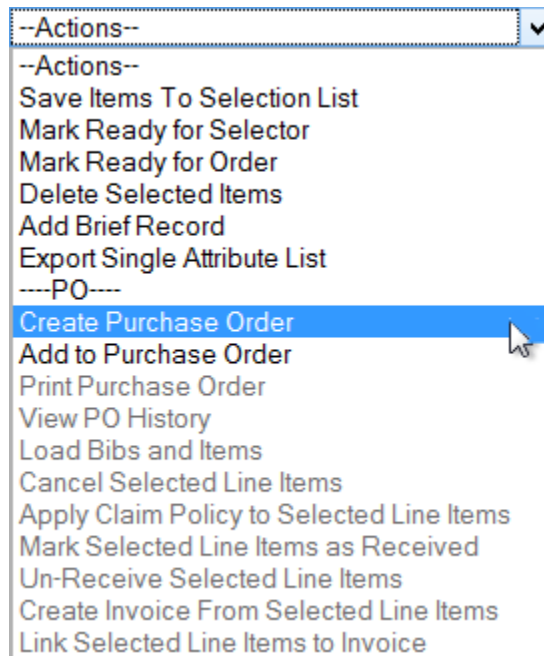 --Actions--
--Actions--
Save Items To Selection List
Mark Ready for Selector
Mark Ready for Order
Delete Selected Items
Add Brief Record
Export Single Attribute List
----PO----
Create Purchase Order
Add to Purchase Order
Print Purchase Order
View PO History
Load Bibs and Items
Cancel Selected Line Items
Apply Claim Policy to Selected Line Items
Mark Selected Line Items as Received
Un-Receive Selected Line Items
Create Invoice From Selected Line Items
Link Selected Line Items to Invoice